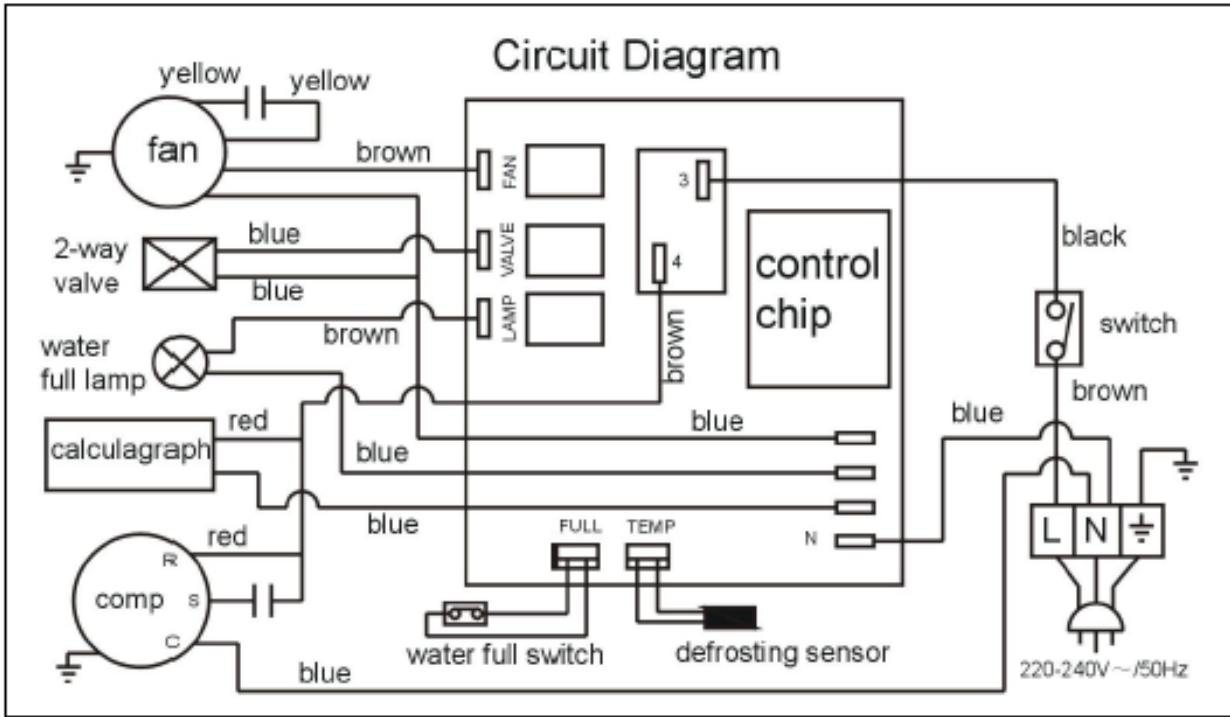 Circuit Diagram
yellow
yellow
fan
brown
FAN
3
black
2-way
valve
blue
blue
VALVE
4
control
chip
switch
water
full lamp
brown
LAMP
brown
brown
calculagraph
red
blue
blue
blue
blue
FULL
TEMP
N
L
N
comp
R
S
C
red
water full switch
defrosting sensor
blue
220-240V～/50Hz